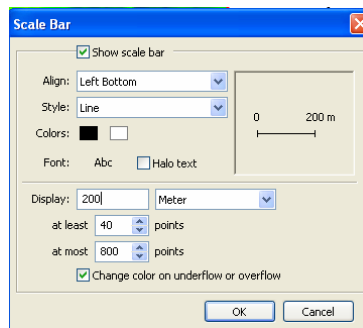 Scale Bar
Show scale bar
Align: Left Bottom
Style: Line
Colors:
Font: Abc Halo text
0 200 m
Display: 200 Meter
at least 40 points
at most 800 points
Change color on underflow or overflow
OK Cancel